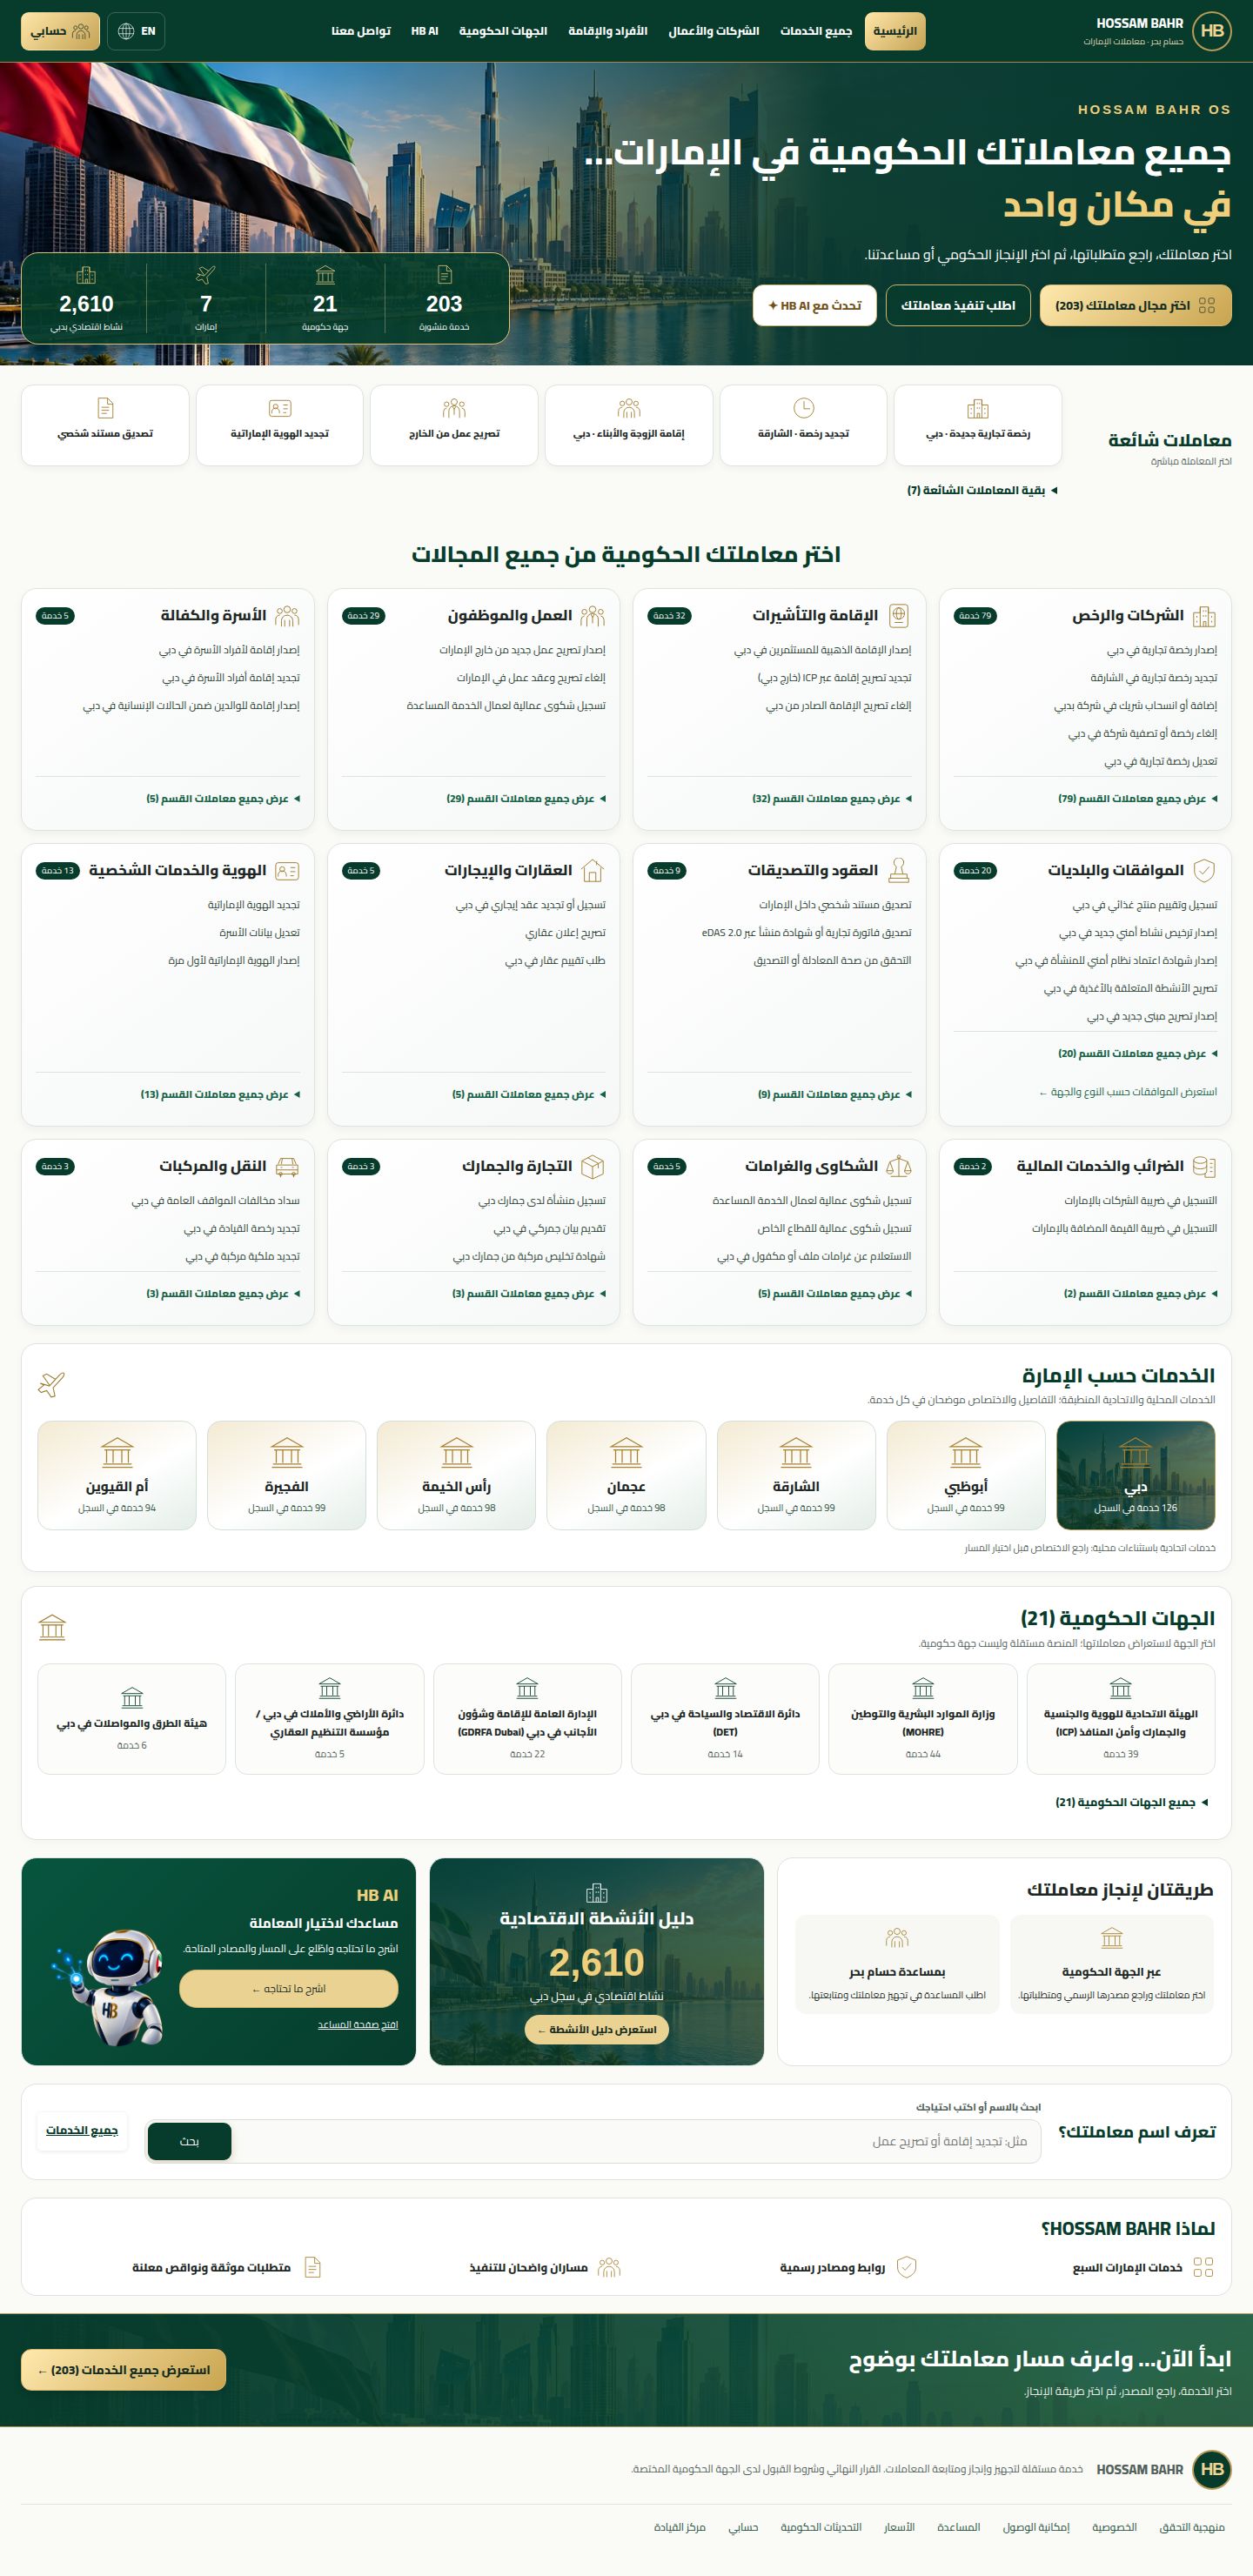 HB
HOSSAM BAHR
حسام بحر · معاملات الإمارات
الرئيسية
جميع الخدمات
الشركات والأعمال
الأفراد والإقامة
الجهات الحكومية
HB AI
تواصل معنا
EN
حسابي
HOSSAM BAHR OS
جميع معاملاتك الحكومية في الإمارات...
في مكان واحد
اختر معاملتك، راجع متطلباتها، ثم اختر الإنجاز الحكومي أو مساعدتنا.
اختر مجال معاملتك (203)
اطلب تنفيذ معاملتك
تحدث مع HB AI ✦
203
خدمة منشورة
21
جهة حكومية
7
إمارات
2,610
نشاط اقتصادي بدبي
معاملات شائعة
اختر المعاملة مباشرة
رخصة تجارية جديدة · دبي
تجديد رخصة · الشارقة
إقامة الزوجة والأبناء · دبي
تصريح عمل من الخارج
تجديد الهوية الإماراتية
تصديق مستند شخصي
◀ بقية المعاملات الشائعة (7)
اختر معاملتك الحكومية من جميع المجالات
الشركات والرخص
79 خدمة
إصدار رخصة تجارية في دبي
تجديد رخصة تجارية في الشارقة
إضافة أو انسحاب شريك في شركة بدبي
إلغاء رخصة أو تصفية شركة في دبي
تعديل رخصة تجارية في دبي
◀ عرض جميع معاملات القسم (79)
الإقامة والتأشيرات
32 خدمة
إصدار الإقامة الذهبية للمستثمرين في دبي
تجديد تصريح إقامة عبر ICP (خارج دبي)
إلغاء تصريح الإقامة الصادر من دبي
◀ عرض جميع معاملات القسم (32)
العمل والموظفون
29 خدمة
إصدار تصريح عمل جديد من خارج الإمارات
إلغاء تصريح وعقد عمل في الإمارات
تسجيل شكوى عمالية لعمال الخدمة المساعدة
◀ عرض جميع معاملات القسم (29)
الأسرة والكفالة
5 خدمة
إصدار إقامة لأفراد الأسرة في دبي
تجديد إقامة أفراد الأسرة في دبي
إصدار إقامة للوالدين ضمن الحالات الإنسانية في دبي
◀ عرض جميع معاملات القسم (5)
الموافقات والبلديات
20 خدمة
تسجيل وتقييم منتج غذائي في دبي
إصدار ترخيص نشاط أمني جديد في دبي
إصدار شهادة اعتماد نظام أمني للمنشأة في دبي
تصريح الأنشطة المتعلقة بالأغذية في دبي
إصدار تصريح مبنى جديد في دبي
◀ عرض جميع معاملات القسم (20)
استعرض الموافقات حسب النوع والجهة ←
العقود والتصديقات
9 خدمة
تصديق مستند شخصي داخل الإمارات
تصديق فاتورة تجارية أو شهادة منشأ عبر eDAS 2.0
التحقق من صحة المعادلة أو التصديق
◀ عرض جميع معاملات القسم (9)
العقارات والإيجارات
5 خدمة
تسجيل أو تجديد عقد إيجاري في دبي
تصريح إعلان عقاري
طلب تقييم عقار في دبي
◀ عرض جميع معاملات القسم (5)
الهوية والخدمات الشخصية
13 خدمة
تجديد الهوية الإماراتية
تعديل بيانات الأسرة
إصدار الهوية الإماراتية لأول مرة
◀ عرض جميع معاملات القسم (13)
الضرائب والخدمات المالية
2 خدمة
التسجيل في ضريبة الشركات بالإمارات
التسجيل في ضريبة القيمة المضافة بالإمارات
◀ عرض جميع معاملات القسم (2)
الشكاوى والغرامات
5 خدمة
تسجيل شكوى عمالية لعمال الخدمة المساعدة
تسجيل شكوى عمالية للقطاع الخاص
الاستعلام عن غرامات ملف أو مكفول في دبي
◀ عرض جميع معاملات القسم (5)
التجارة والجمارك
3 خدمة
تسجيل منشأة لدى جمارك دبي
تقديم بيان جمركي في دبي
شهادة تخليص مركبة من جمارك دبي
◀ عرض جميع معاملات القسم (3)
النقل والمركبات
3 خدمة
سداد مخالفات المواقف العامة في دبي
تجديد رخصة القيادة في دبي
تجديد ملكية مركبة في دبي
◀ عرض جميع معاملات القسم (3)
الخدمات حسب الإمارة
الخدمات المحلية والاتحادية المنطبقة؛ التفاصيل والاختصاص موضحان في كل خدمة.
دبي
126 خدمة في السجل
أبوظبي
99 خدمة في السجل
الشارقة
99 خدمة في السجل
عجمان
98 خدمة في السجل
رأس الخيمة
98 خدمة في السجل
الفجيرة
99 خدمة في السجل
أم القيوين
94 خدمة في السجل
خدمات اتحادية باستثناءات محلية: راجع الاختصاص قبل اختيار المسار
الجهات الحكومية (21)
اختر الجهة لاستعراض معاملاتها؛ المنصة مستقلة وليست جهة حكومية.
الهيئة الاتحادية للهوية والجنسية
والجمارك وأمن المنافذ (ICP)
39 خدمة
وزارة الموارد البشرية والتوطين
(MOHRE)
44 خدمة
دائرة الاقتصاد والسياحة في دبي
(DET)
14 خدمة
الإدارة العامة للإقامة وشؤون
الأجانب في دبي (GDRFA Dubai)
22 خدمة
دائرة الأراضي والأملاك في دبي /
مؤسسة التنظيم العقاري
5 خدمة
هيئة الطرق والمواصلات في دبي
6 خدمة
◀ جميع الجهات الحكومية (21)
طريقتان لإنجاز معاملتك
عبر الجهة الحكومية
اختر معاملتك وراجع مصدرها الرسمي ومتطلباتها.
بمساعدة حسام بحر
اطلب المساعدة في تجهيز معاملتك ومتابعتها.
دليل الأنشطة الاقتصادية
2,610
نشاط اقتصادي في سجل دبي
استعرض دليل الأنشطة ←
HB AI
مساعدك لاختيار المعاملة
اشرح ما تحتاجه واطّلع على المسار والمصادر المتاحة.
اشرح ما تحتاجه ←
افتح صفحة المساعد
HB
تعرف اسم معاملتك؟
ابحث بالاسم أو اكتب احتياجك
مثل: تجديد إقامة أو تصريح عمل
بحث
جميع الخدمات
لماذا HOSSAM BAHR؟
خدمات الإمارات السبع
روابط ومصادر رسمية
مساران واضحان للتنفيذ
متطلبات موثقة ونواقص معلنة
ابدأ الآن... واعرف مسار معاملتك بوضوح
اختر الخدمة، راجع المصدر، ثم اختر طريقة الإنجاز.
استعرض جميع الخدمات (203) ←
HB
HOSSAM BAHR
خدمة مستقلة لتجهيز وإنجاز ومتابعة المعاملات. القرار النهائي وشروط القبول لدى الجهة الحكومية المختصة.
منهجية التحقق
الخصوصية
إمكانية الوصول
المساعدة
الأسعار
التحديثات الحكومية
حسابي
مركز القيادة